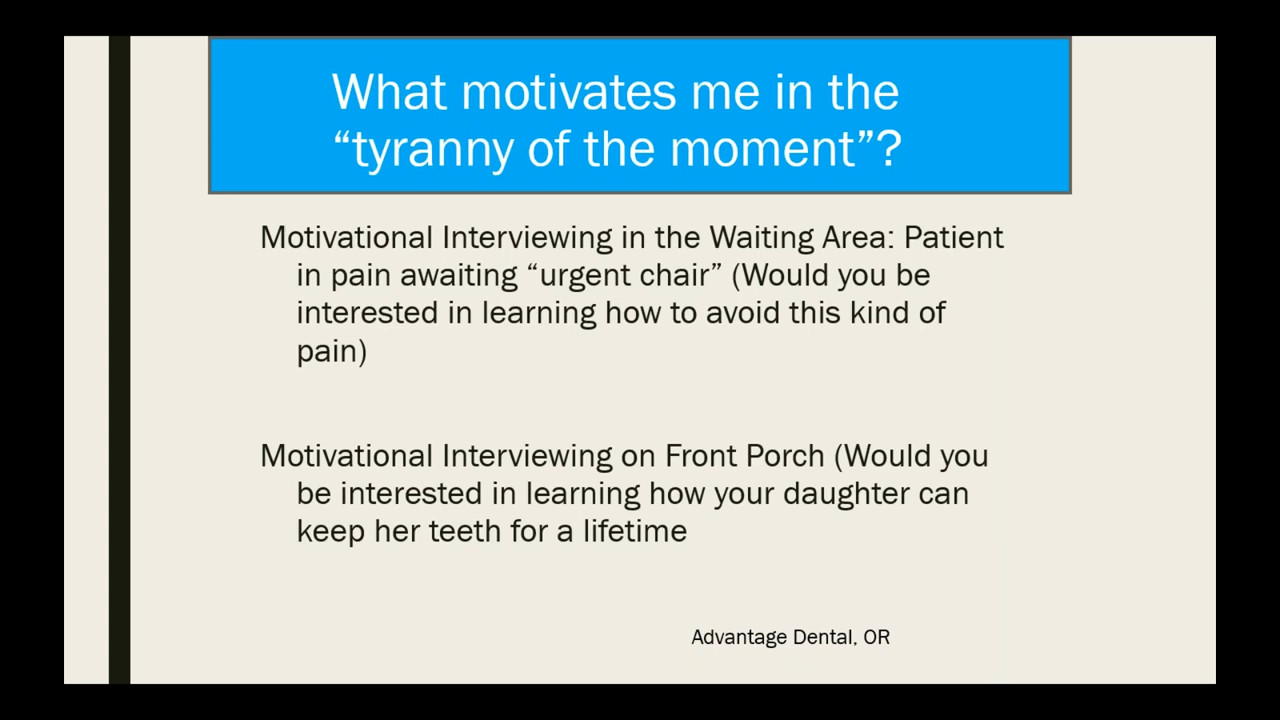 What motivates me in the
“tyranny of the moment”?
Motivational Interviewing in the Waiting Area: Patient
in pain awaiting “urgent chair” (Would you be
interested in learning how to avoid this kind of
pain)
Motivational Interviewing on Front Porch (Would you
be interested in learning how your daughter can
keep her teeth for a lifetime
Advantage Dental, OR